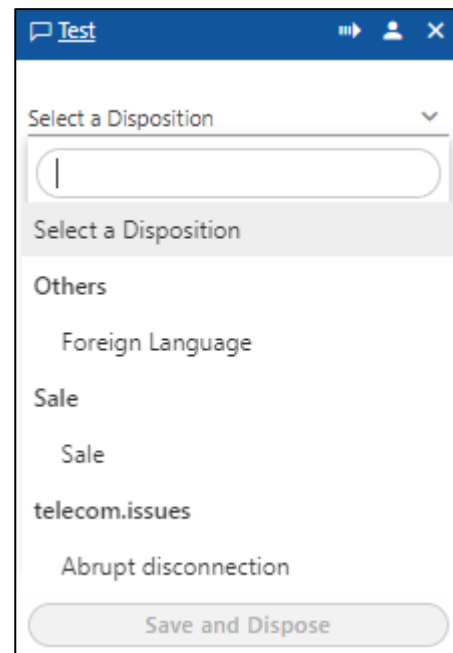 Test
Select a Disposition
Select a Disposition
Others
Foreign Language
Sale
Sale
telecom.issues
Abrupt disconnection
Save and Dispose